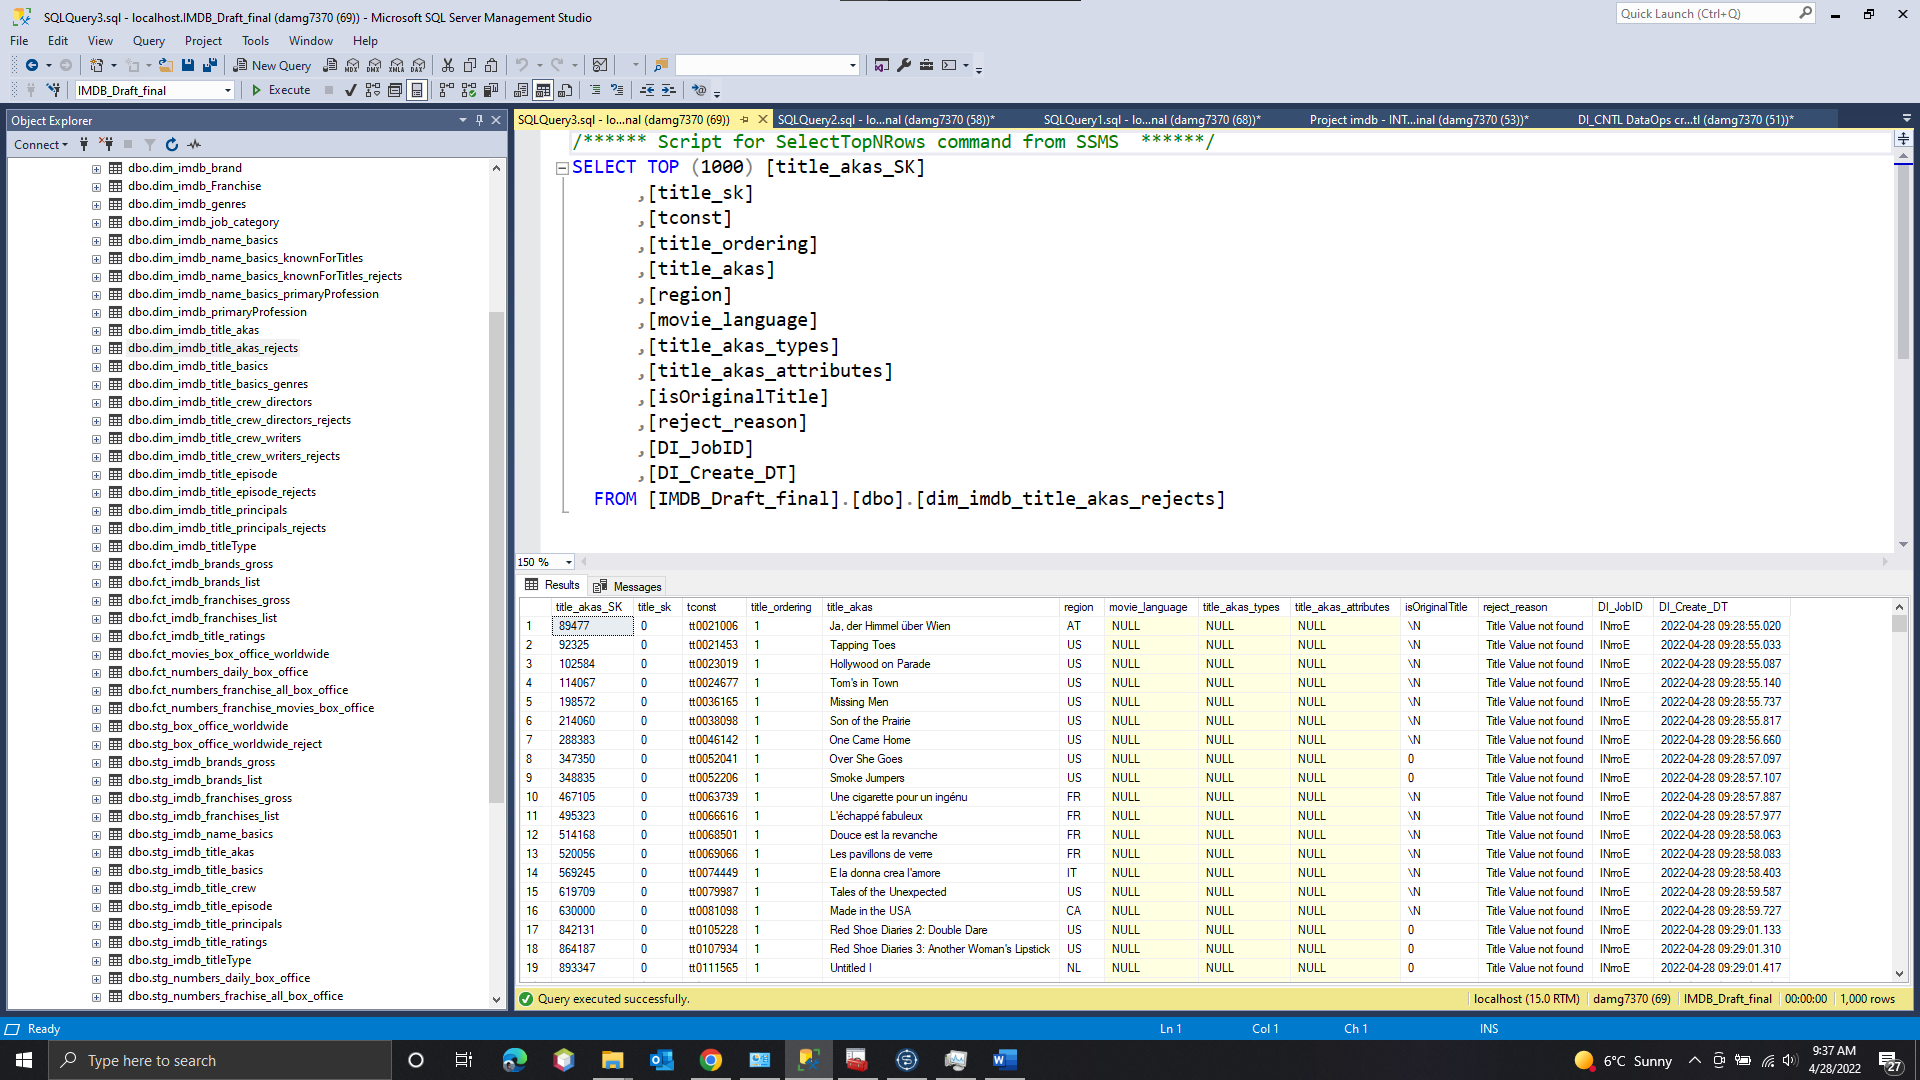 SQLQuery3.sql - localhost.IMDB_Draft_final (damg7370 (69)) - Microsoft SQL Server Management Studio
Quick Launch (Ctrl+Q)
File Edit View Query Project Tools Window Help
New Query
IMDB_Draft_final Execute
Object Explorer
Connect
dbo.dim_imdb_brand
dbo.dim_imdb_Franchise
dbo.dim_imdb_genres
dbo.dim_imdb_job_category
dbo.dim_imdb_name_basics
dbo.dim_imdb_name_basics_knownForTitles
dbo.dim_imdb_name_basics_knownForTitles_rejects
dbo.dim_imdb_name_basics_primaryProfession
dbo.dim_imdb_primaryProfession
dbo.dim_imdb_title_akas
dbo.dim_imdb_title_akas_rejects
dbo.dim_imdb_title_basics
dbo.dim_imdb_title_basics_genres
dbo.dim_imdb_title_crew_directors
dbo.dim_imdb_title_crew_directors_rejects
dbo.dim_imdb_title_crew_writers
dbo.dim_imdb_title_crew_writers_rejects
dbo.dim_imdb_title_episode
dbo.dim_imdb_title_episode_rejects
dbo.dim_imdb_title_principals
dbo.dim_imdb_title_principals_rejects
dbo.dim_imdb_titleType
dbo.fct_imdb_brands_gross
dbo.fct_imdb_brands_list
dbo.fct_imdb_franchises_gross
dbo.fct_imdb_franchises_list
dbo.fct_imdb_title_ratings
dbo.fct_movies_box_office_worldwide
dbo.fct_numbers_daily_box_office
dbo.fct_numbers_franchise_all_box_office
dbo.fct_numbers_franchise_movies_box_office
dbo.stg_box_office_worldwide
dbo.stg_box_office_worldwide_reject
dbo.stg_imdb_brands_gross
dbo.stg_imdb_brands_list
dbo.stg_imdb_franchises_gross
dbo.stg_imdb_franchises_list
dbo.stg_imdb_name_basics
dbo.stg_imdb_title_akas
dbo.stg_imdb_title_basics
dbo.stg_imdb_title_crew
dbo.stg_imdb_title_episode
dbo.stg_imdb_title_principals
dbo.stg_imdb_title_ratings
dbo.stg_imdb_titleType
dbo.stg_numbers_daily_box_office
dbo.stg_numbers_frachise_all_box_office
SQLQuery3.sql - lo...nal (damg7370 (69)) SQLQuery2.sql - lo...nal (damg7370 (58))* SQLQuery1.sql - lo...nal (damg7370 (68))* Project imdb - INT...inal (damg7370 (53))* DI_CNTL DataOps cr...tl (damg7370 (51))*
/****** Script for SelectTopNRows command from SSMS ******/
SELECT TOP (1000) [title_akas_SK]
,[title_sk]
,[tconst]
,[title_ordering]
,[title_akas]
,[region]
,[movie_language]
,[title_akas_types]
,[title_akas_attributes]
,[isOriginalTitle]
,[reject_reason]
,[DI_JobID]
,[DI_Create_DT]
FROM [IMDB_Draft_final].[dbo].[dim_imdb_title_akas_rejects]
150 %
Results Messages
title_akas_SK title_sk tconst title_ordering title_akas region movie_language title_akas_types title_akas_attributes isOriginalTitle reject_reason DI_JobID DI_Create_DT
1 89477 0 tt0021006 1 Ja, der Himmel über Wien AT NULL NULL NULL \N Title Value not found INrroE 2022-04-28 09:28:55.020
2 92325 0 tt0021453 1 Tapping Toes US NULL NULL NULL \N Title Value not found INrroE 2022-04-28 09:28:55.033
3 102584 0 tt0023019 1 Hollywood on Parade US NULL NULL NULL \N Title Value not found INrroE 2022-04-28 09:28:55.087
4 114067 0 tt0024677 1 Tom's in Town US NULL NULL NULL \N Title Value not found INrroE 2022-04-28 09:28:55.140
5 198572 0 tt0036165 1 Missing Men US NULL NULL NULL \N Title Value not found INrroE 2022-04-28 09:28:55.737
6 214060 0 tt0038098 1 Son of the Prairie US NULL NULL NULL \N Title Value not found INrroE 2022-04-28 09:28:55.817
7 288383 0 tt0046142 1 One Came Home US NULL NULL NULL \N Title Value not found INrroE 2022-04-28 09:28:56.660
8 347350 0 tt0052041 1 Over She Goes US NULL NULL NULL 0 Title Value not found INrroE 2022-04-28 09:28:57.097
9 348835 0 tt0052206 1 Smoke Jumpers US NULL NULL NULL 0 Title Value not found INrroE 2022-04-28 09:28:57.107
10 467105 0 tt0063739 1 Une cigarette pour un ingénu FR NULL NULL NULL \N Title Value not found INrroE 2022-04-28 09:28:57.887
11 495323 0 tt0066616 1 L'échappé fabuleux FR NULL NULL NULL \N Title Value not found INrroE 2022-04-28 09:28:57.977
12 514168 0 tt0068501 1 Douce est la revanche FR NULL NULL NULL \N Title Value not found INrroE 2022-04-28 09:28:58.063
13 520056 0 tt0069066 1 Les pavillons de verre FR NULL NULL NULL \N Title Value not found INrroE 2022-04-28 09:28:58.083
14 569245 0 tt0074449 1 E la donna crea l'amore IT NULL NULL NULL \N Title Value not found INrroE 2022-04-28 09:28:58.403
15 619709 0 tt0079987 1 Tales of the Unexpected US NULL NULL NULL \N Title Value not found INrroE 2022-04-28 09:28:59.587
16 630000 0 tt0081098 1 Made in the USA CA NULL NULL NULL \N Title Value not found INrroE 2022-04-28 09:28:59.727
17 842131 0 tt0105228 1 Red Shoe Diaries 2: Double Dare US NULL NULL NULL 0 Title Value not found INrroE 2022-04-28 09:29:01.133
18 864187 0 tt0107934 1 Red Shoe Diaries 3: Another Woman's Lipstick US NULL NULL NULL 0 Title Value not found INrroE 2022-04-28 09:29:01.310
19 893347 0 tt0111565 1 Untitled I NL NULL NULL NULL 0 Title Value not found INrroE 2022-04-28 09:29:01.417
Query executed successfully. localhost (15.0 RTM) damg7370 (69) IMDB_Draft_final 00:00:00 1,000 rows
Ready Ln 1 Col 1 Ch 1 INS
Type here to search 6°C Sunny 9:37 AM
4/28/2022 27